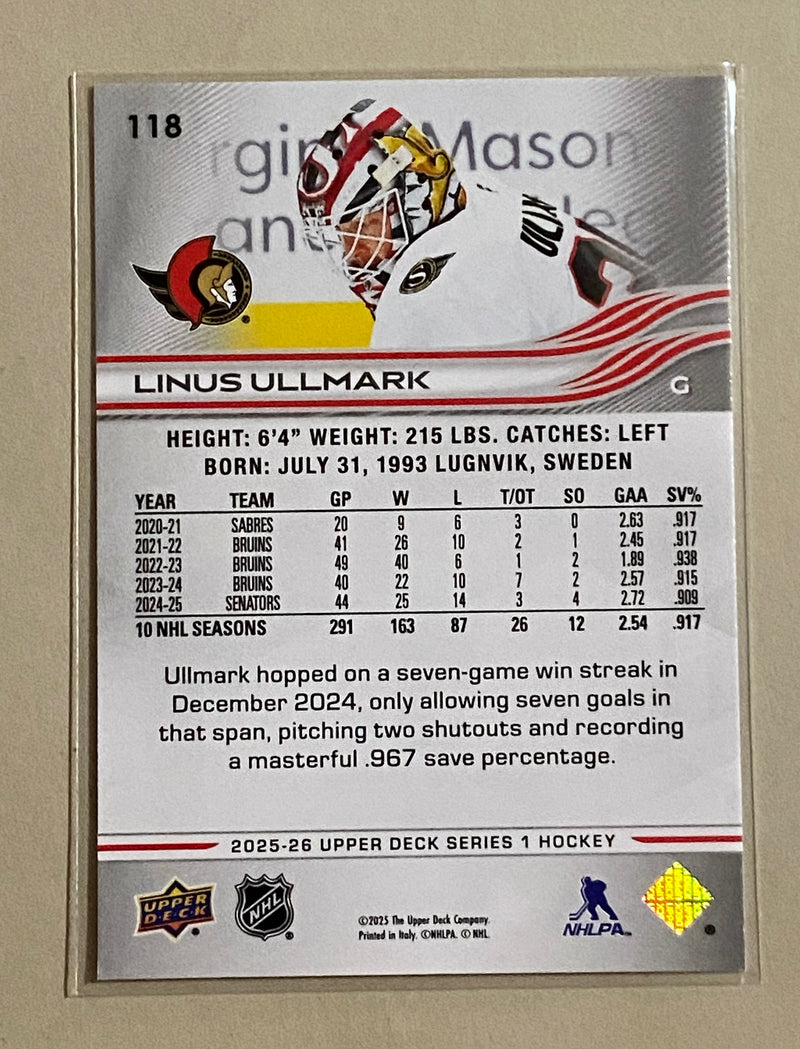 118
rgin Mason
and
LINUS ULLMARK
G
HEIGHT: 6'4" WEIGHT: 215 LBS. CATCHES: LEFT
BORN: JULY 31, 1993 LUGNVIK, SWEDEN
YEAR TEAM GP W L T/OT SO GAA SV%
2020-21 SABRES 20 9 6 3 0 2.63 .917
2021-22 BRUINS 41 26 10 2 1 2.45 .917
2022-23 BRUINS 49 40 6 1 2 1.89 .938
2023-24 BRUINS 40 22 10 7 2 2.57 .915
2024-25 SENATORS 44 25 14 3 4 2.72 .909
10 NHL SEASONS 291 163 87 26 12 2.54 .917
Ullmark hopped on a seven-game win streak in
December 2024, only allowing seven goals in
that span, pitching two shutouts and recording
a masterful .967 save percentage.
2025-26 UPPER DECK SERIES 1 HOCKEY
UPPER
DECK
NHL
©2025 The Upper Deck Company.
Printed in Italy. ©NHLPA. © NHL.
NHLPA